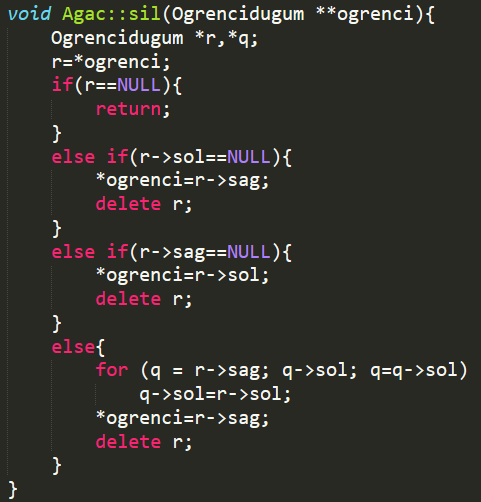 void Agac::sil(Ogrencidugum **ogrenci){
    Ogrencidugum *r,*q;
    r=*ogrenci;
    if(r==NULL){
        return;
    }
    else if(r->sol==NULL){
        *ogrenci=r->sag;
        delete r;
    }
    else if(r->sag==NULL){
        *ogrenci=r->sol;
        delete r;
    }
    else{
        for (q = r->sag; q->sol; q=q->sol)
            q->sol=r->sol;
        *ogrenci=r->sag;
        delete r;
    }
}